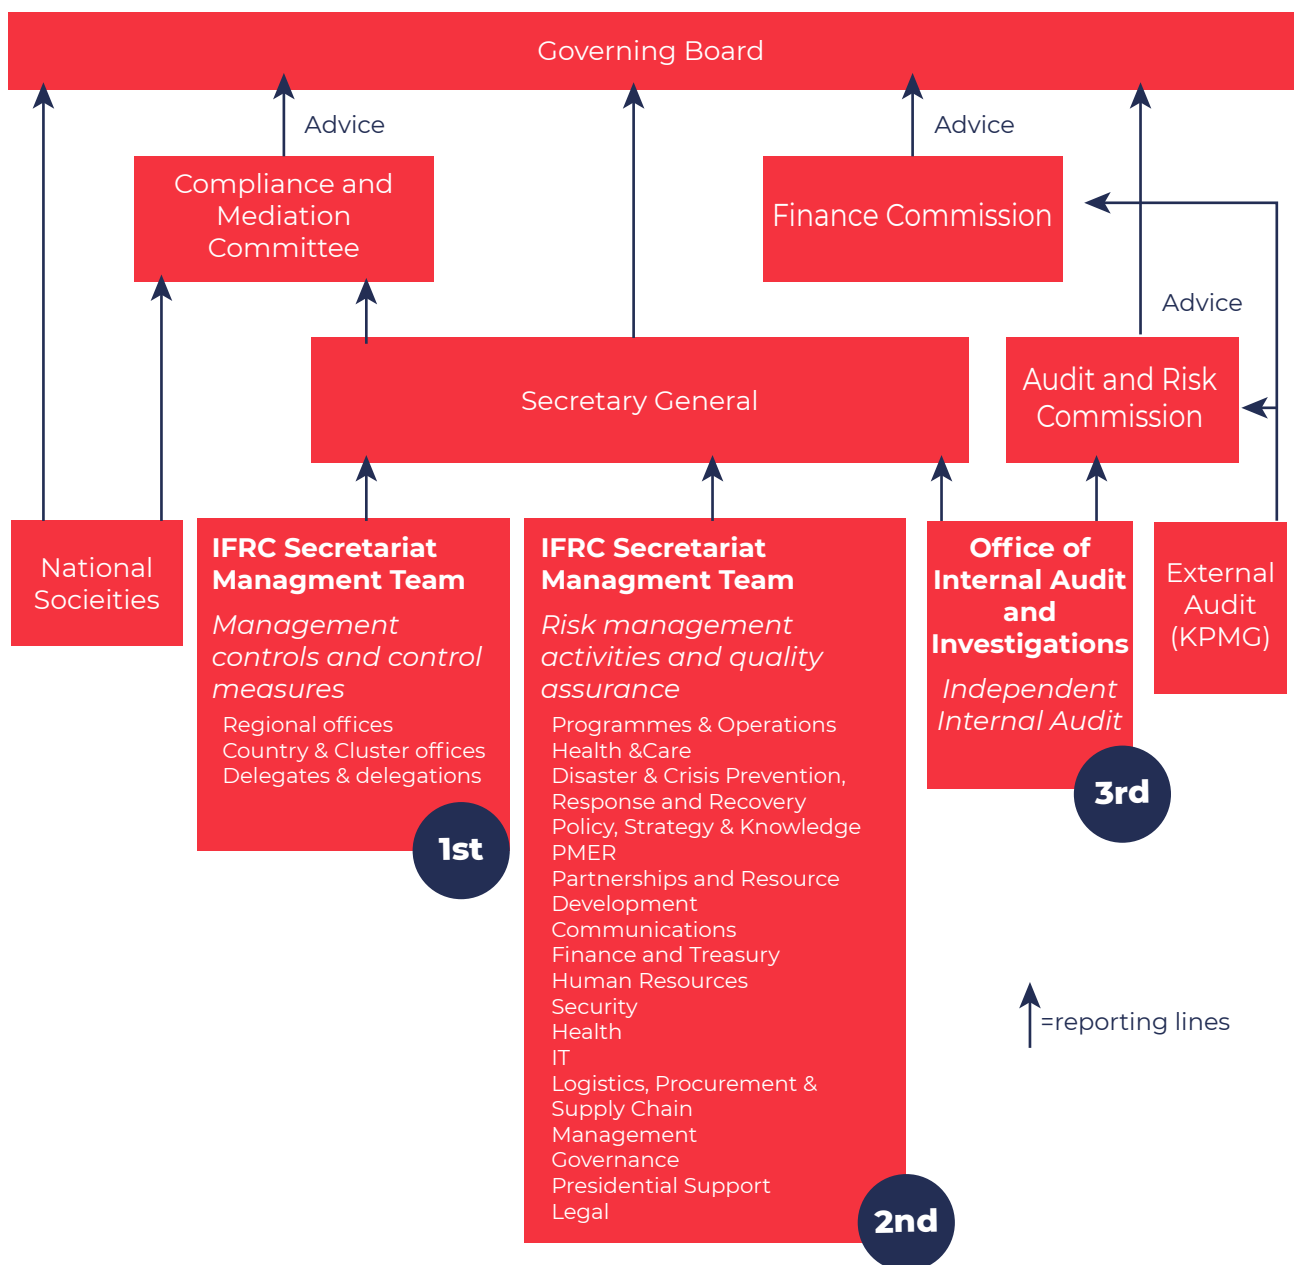 Governing Board
Advice
Advice
Compliance and
Mediation
Committee
Finance Commission
Advice
Secretary General
Audit and Risk
Commission
National
Socieities
IFRC Secretariat
Managment Team
Management
controls and control
measures
Regional offices
Country & Cluster offices
Delegates & delegations
1st
IFRC Secretariat
Managment Team
Risk management
activities and quality
assurance
Programmes & Operations
Health &Care
Disaster & Crisis Prevention,
Response and Recovery
Policy, Strategy & Knowledge
PMER
Partnerships and Resource
Development
Communications
Finance and Treasury
Human Resources
Security
Health
IT
Logistics, Procurement &
Supply Chain
Management
Governance
Presidential Support
Legal
2nd
Office of
Internal Audit
and
Investigations
Independent
Internal Audit
3rd
External
Audit
(KPMG)
=reporting lines